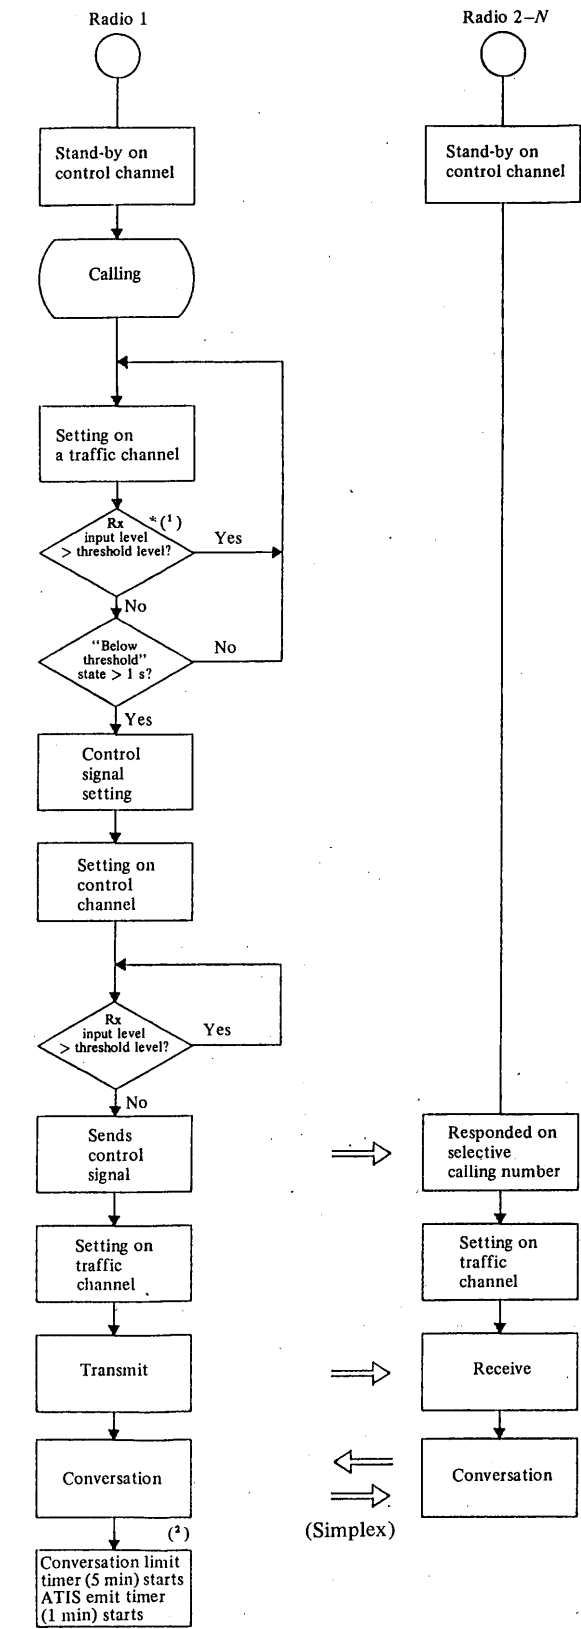 Radio 1
Radio 2–N
Stand-by on
control channel
Stand-by on
control channel
Calling
Setting on
a traffic channel
Rx
input level
> threshold level?
*(1)
Yes
No
“Below
threshold”
state > 1 s?
No
Yes
Control
signal
setting
Setting on
control
channel
Rx
input level
> threshold level?
Yes
No
Sends
control
signal
Responded on
selective
calling number
Setting on
traffic
channel
Setting on
traffic
channel
Transmit
Receive
Conversation
Conversation
(Simplex)
(2)
Conversation limit
timer (5 min) starts
ATIS emit timer
(1 min) starts